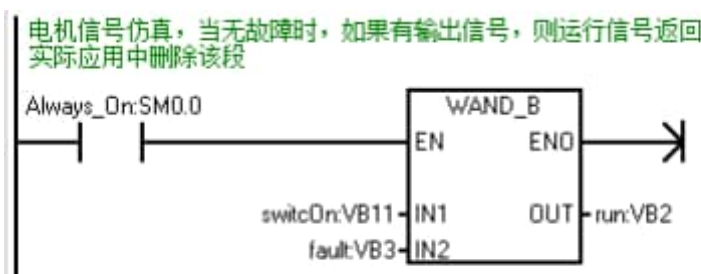 电机信号仿真，当无故障时，如果有输出信号，则运行信号返回
实际应用中删除该段
Always_On:SM0.0
WAND_B
EN ENO
switcOn:VB11 IN1 OUT run:VB2
fault:VB3 IN2